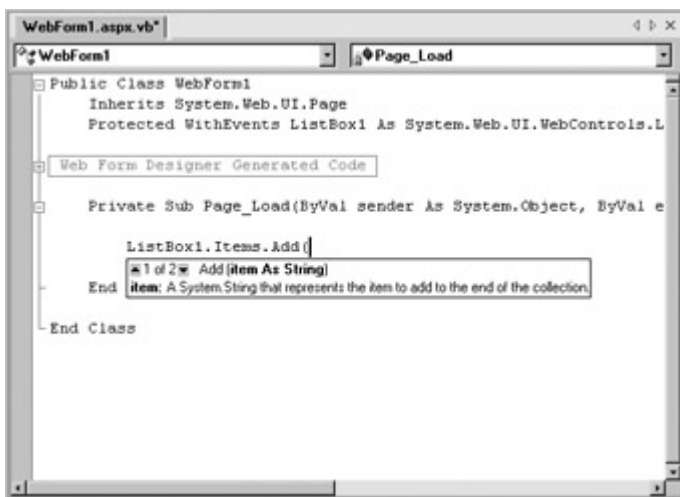 WebForm1.aspx.vb*
WebForm1 Page_Load
Public Class WebForm1
Inherits System.Web.UI.Page
Protected WithEvents ListBox1 As System.Web.UI.WebControls.L
Web Form Designer Generated Code
Private Sub Page_Load(ByVal sender As System.Object, ByVal e
ListBox1.Items.Add(
1 of 2 Add (item As String)
End item: A System.String that represents the item to add to the end of the collection.
End Class